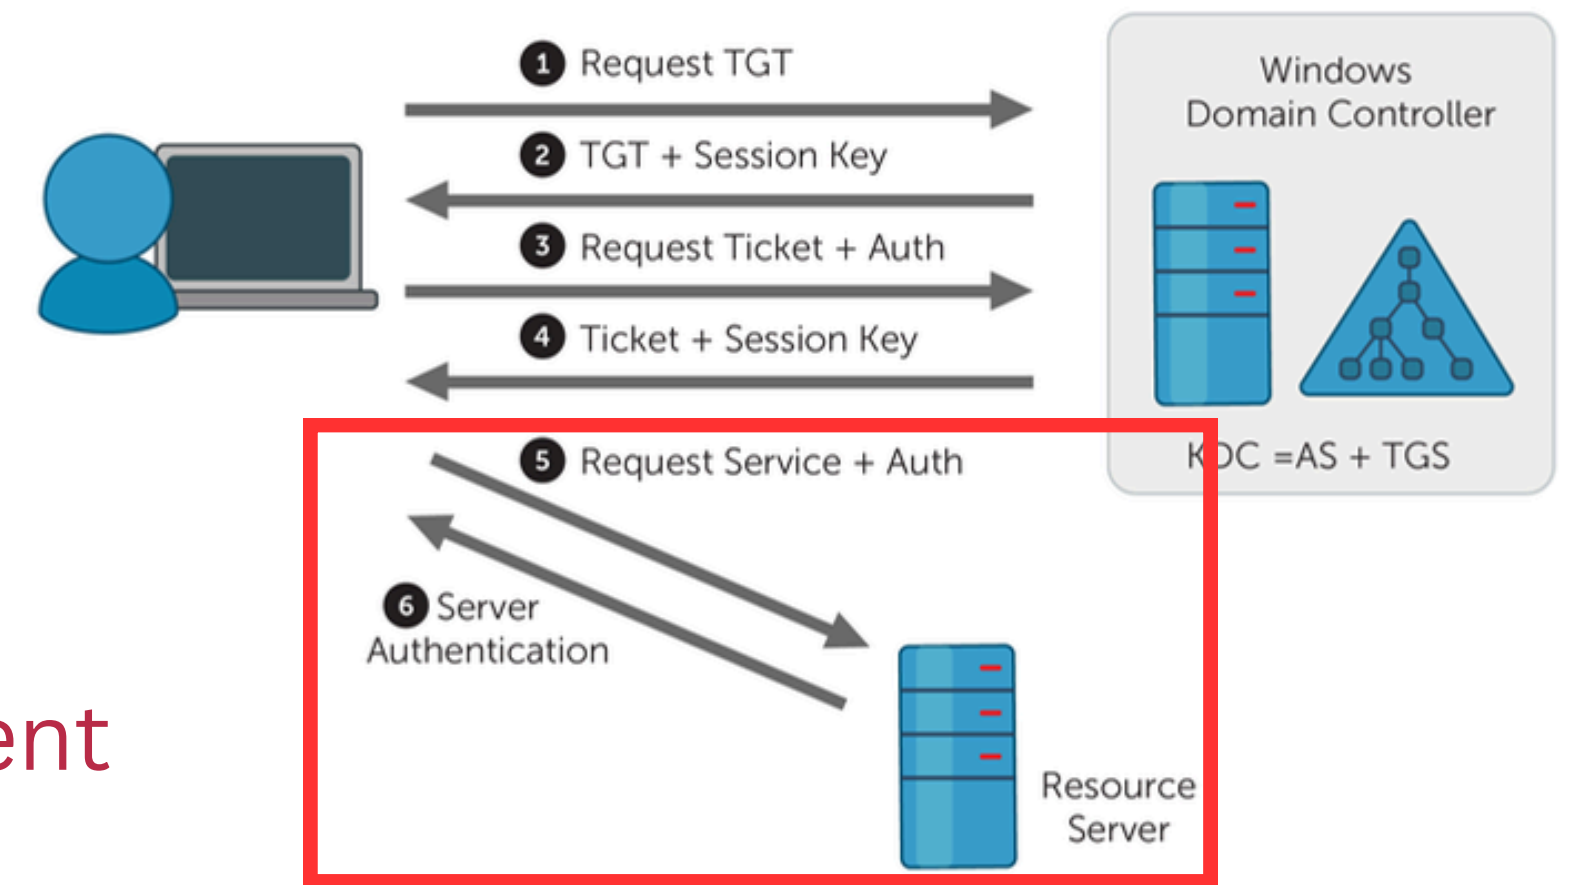 1 Request TGT
2 TGT + Session Key
3 Request Ticket + Auth
4 Ticket + Session Key
Windows
Domain Controller
KDC =AS + TGS
5 Request Service + Auth
6 Server
Authentication
Resource
Server
ent